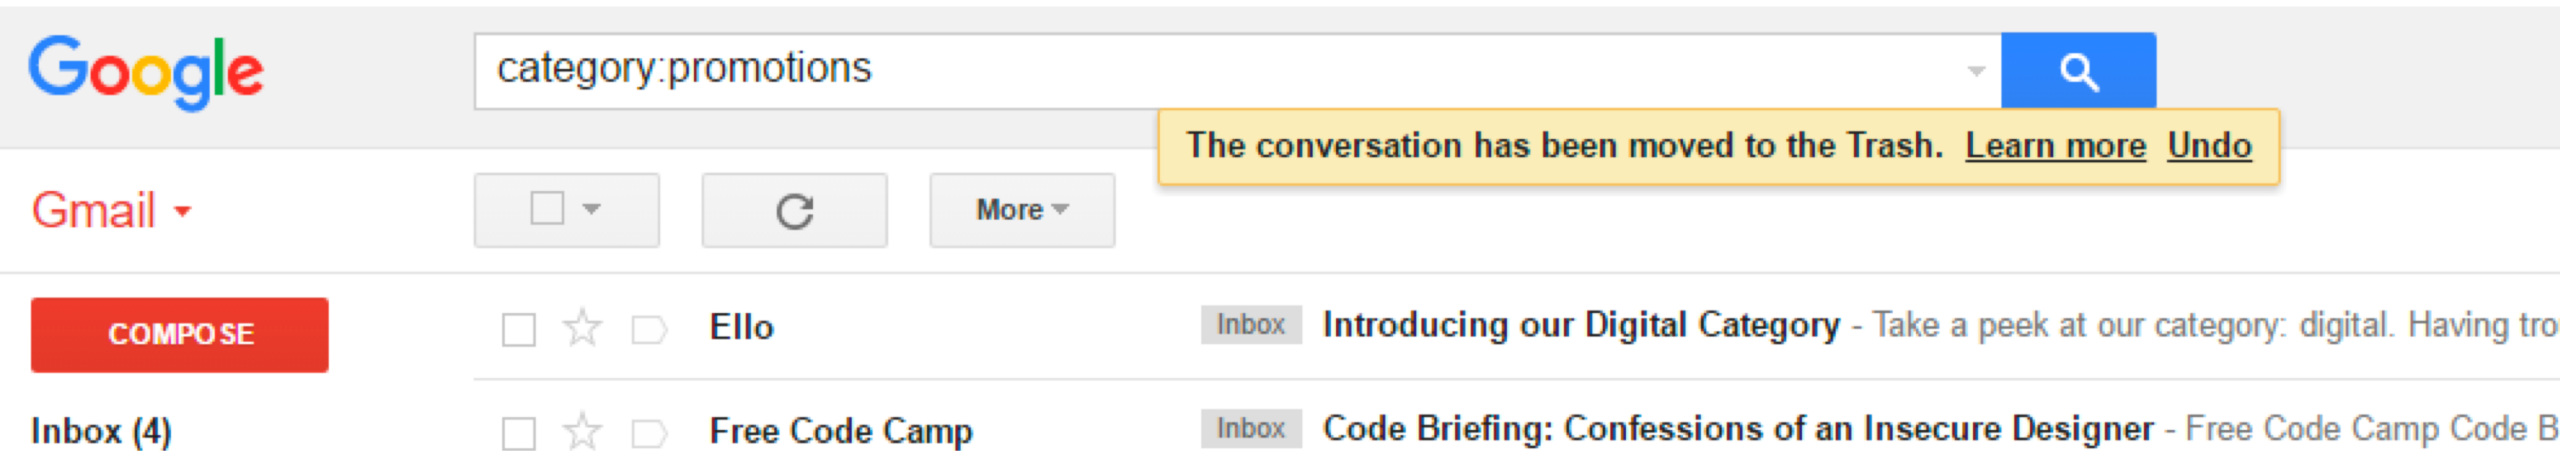 Google
category:promotions
The conversation has been moved to the Trash. Learn more Undo
Gmail
More
COMPOSE
Ello Inbox Introducing our Digital Category - Take a peek at our category: digital. Having
Inbox (4)
Free Code Camp Inbox Code Briefing: Confessions of an Insecure Designer - Free Code Camp Code